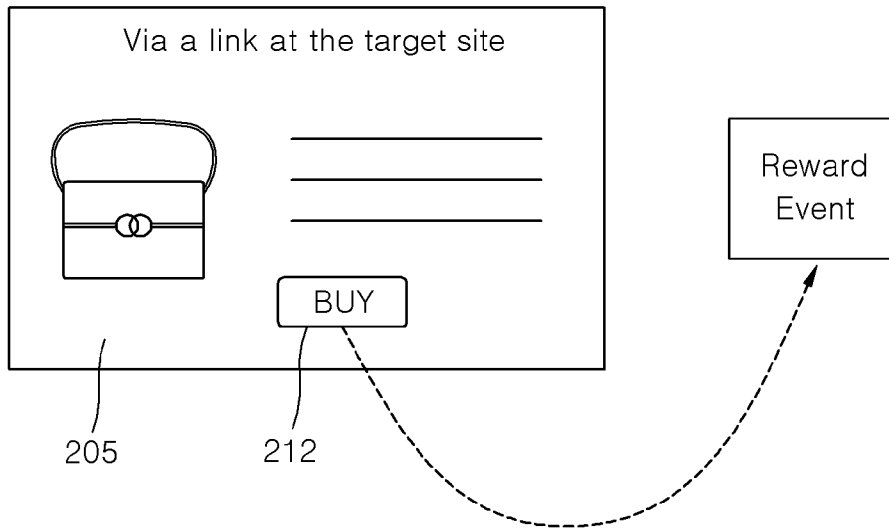 Via a link at the target site
Reward
Event
BUY
205
212